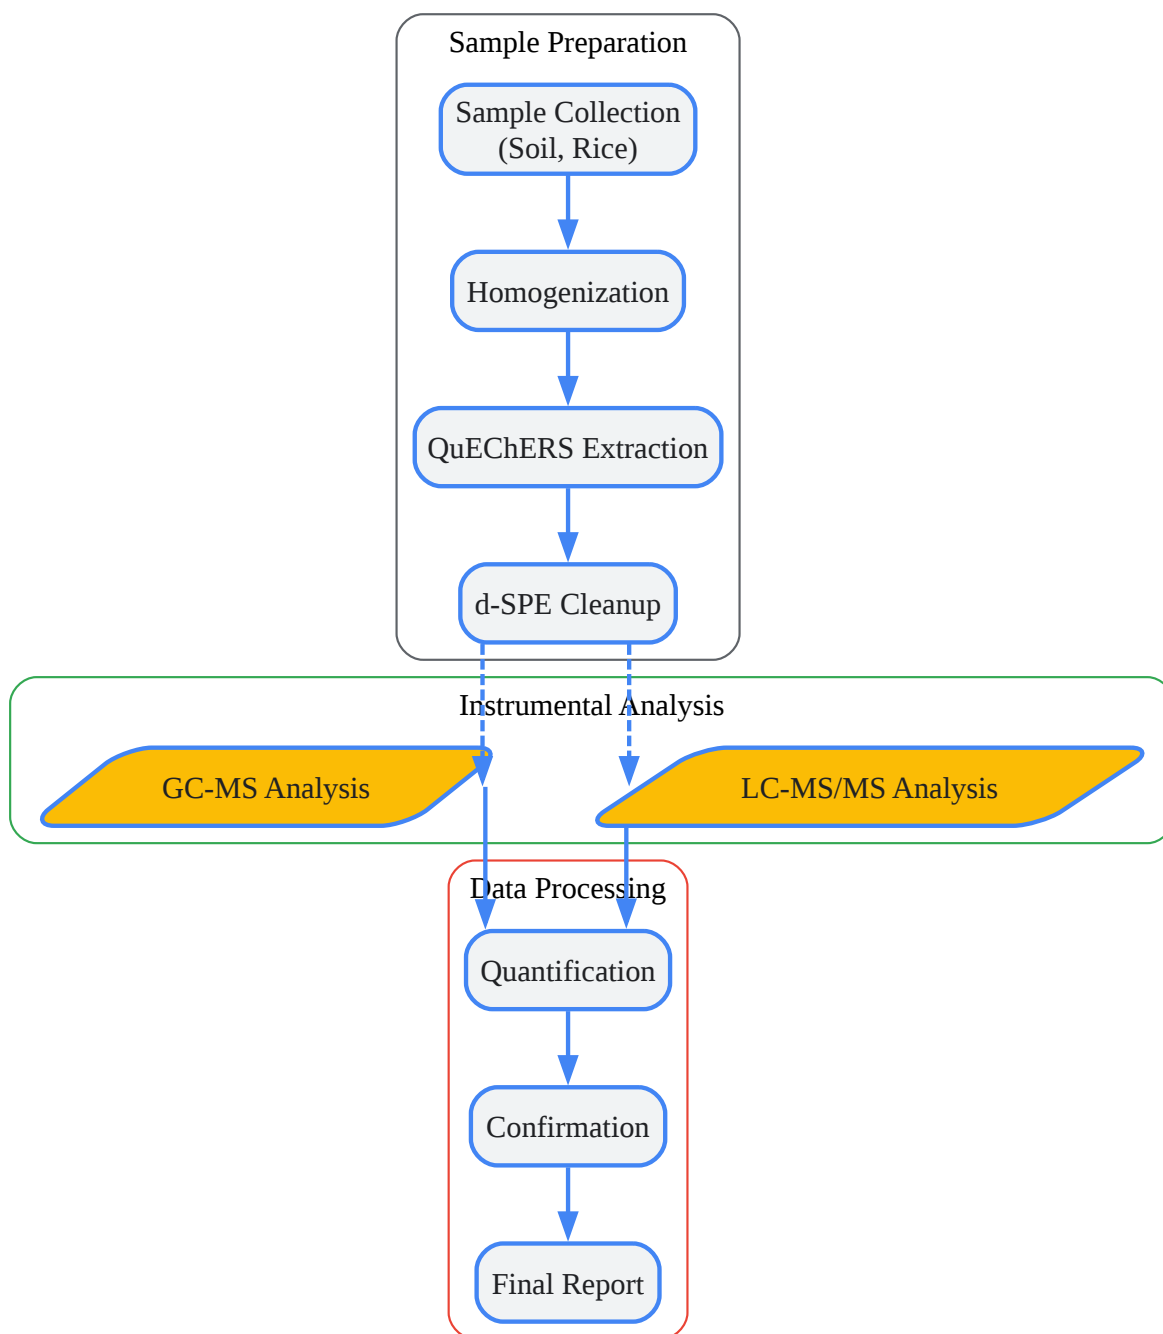 Sample Preparation
Sample Collection
(Soil, Rice)
Homogenization
QuEChERS Extraction
d-SPE Cleanup
Instrumental Analysis
GC-MS Analysis
LC-MS/MS Analysis
Data Processing
Quantification
Confirmation
Final Report